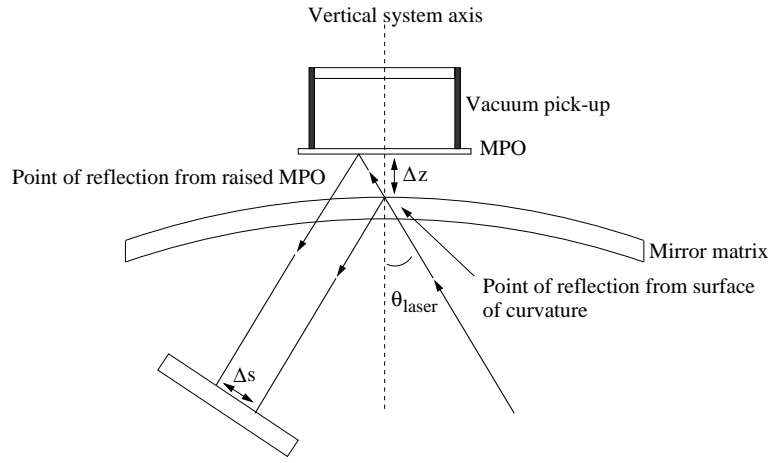 Vertical system axis
Vacuum pick-up
MPO
Δz
Point of reflection from raised MPO
Mirror matrix
Point of reflection from surface
of curvature
θlaser
Δs